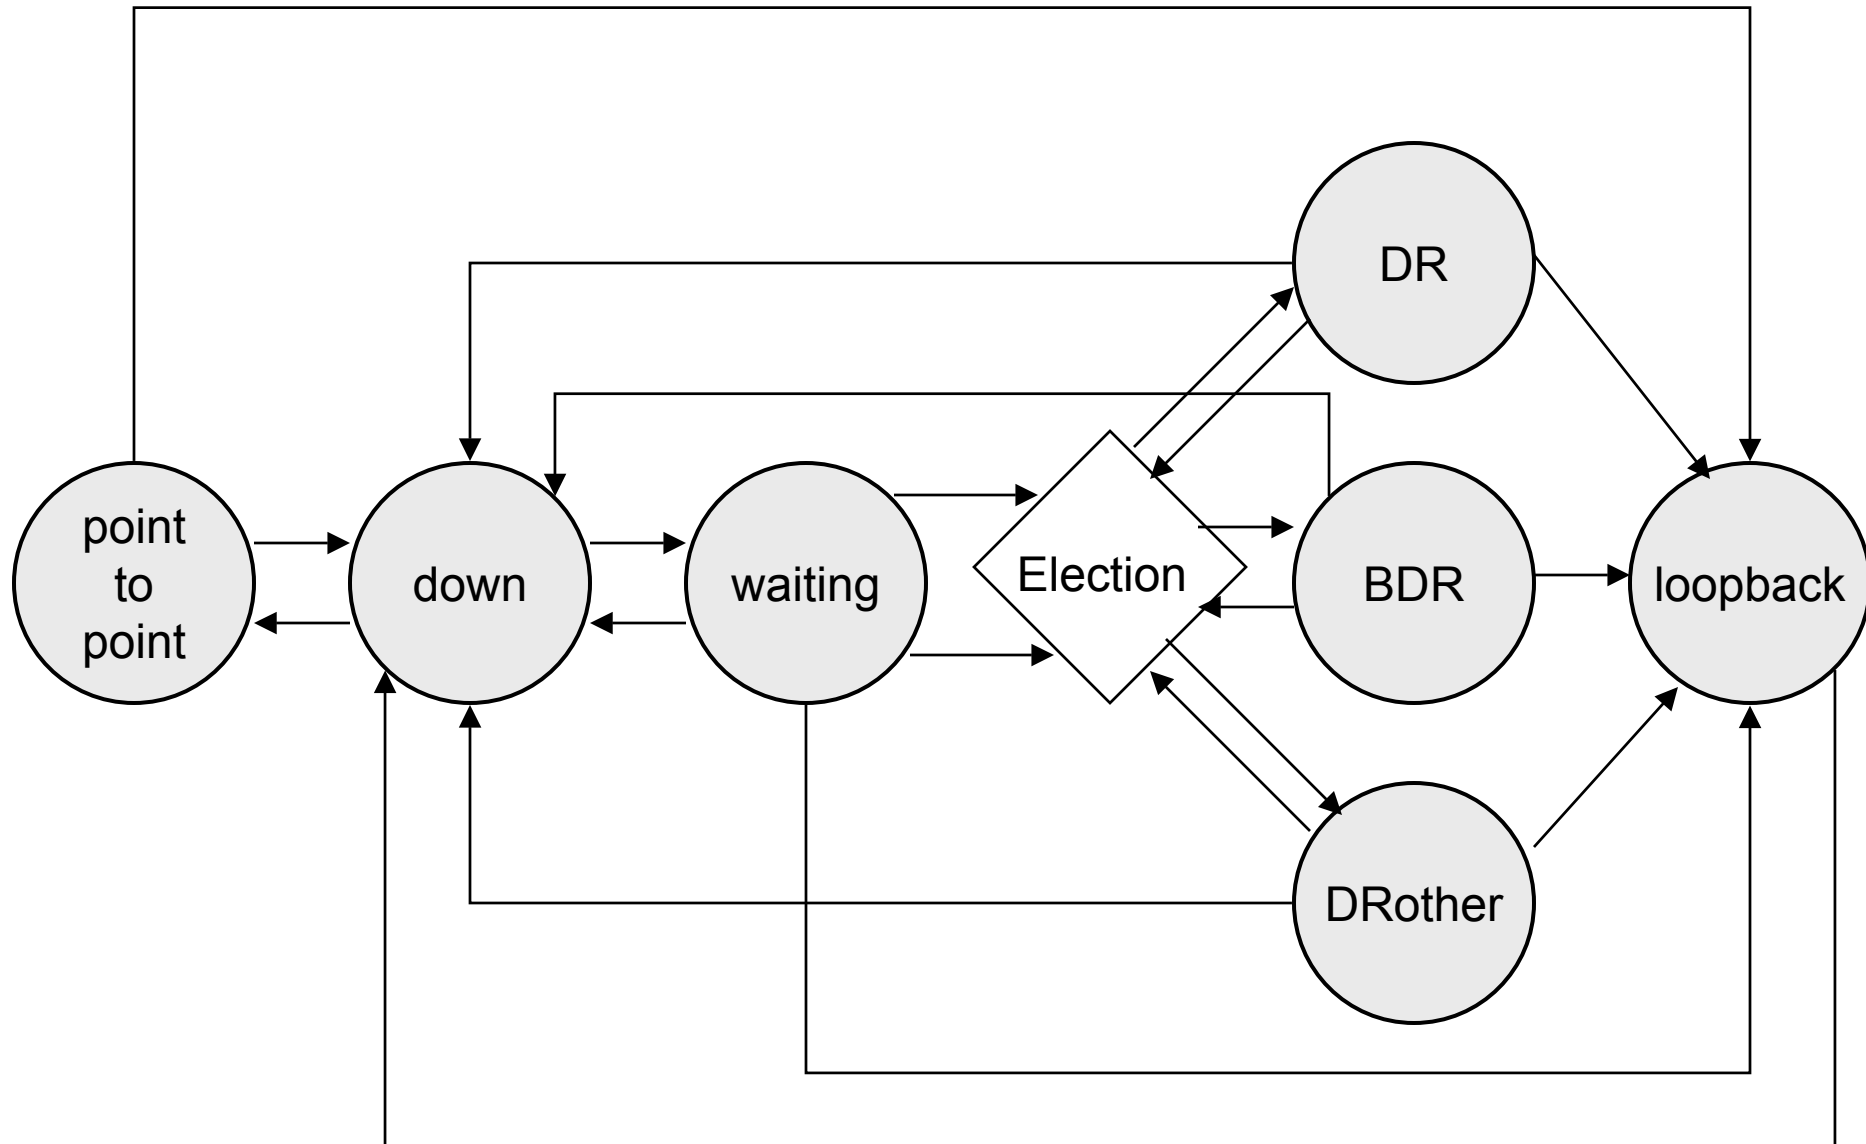 DR
point
to
point
down
waiting
Election
BDR
loopback
DRother